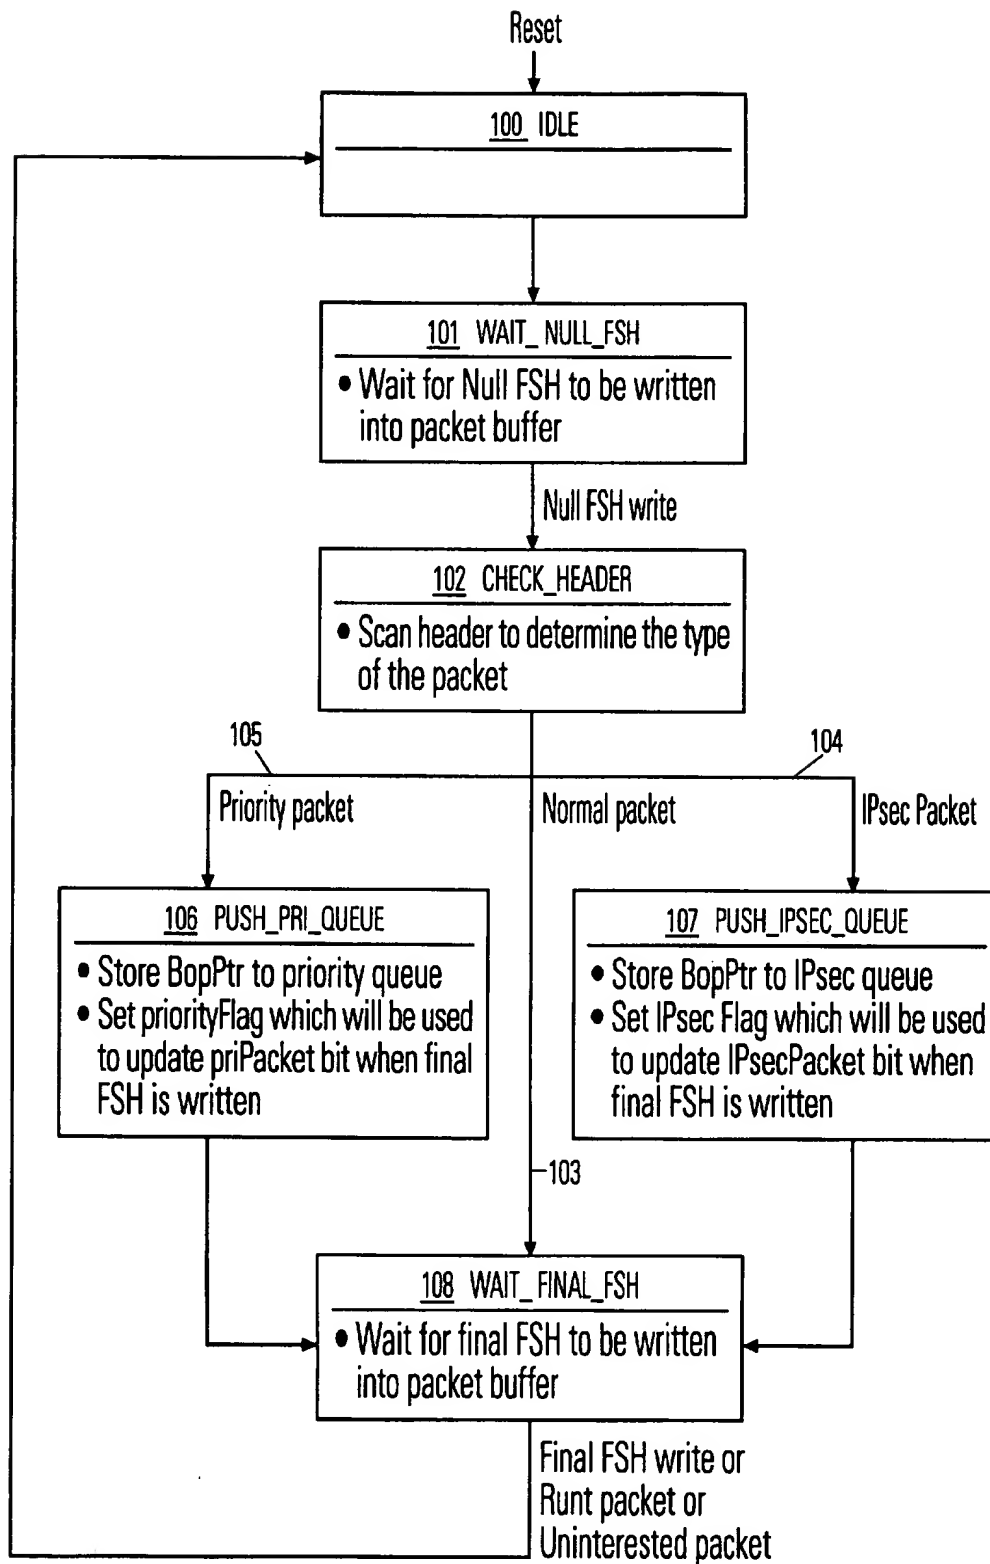 Reset
100 IDLE
101 WAIT_NULL_FSH
• Wait for Null FSH to be written
into packet buffer
Null FSH write
102 CHECK_HEADER
• Scan header to determine the type
of the packet
105
104
Priority packet
Normal packet
IPsec Packet
106 PUSH_PRI_QUEUE
• Store BopPtr to priority queue
• Set priorityFlag which will be used
to update priPacket bit when final
FSH is written
107 PUSH_IPSEC_QUEUE
• Store BopPtr to IPsec queue
• Set IPsec Flag which will be used
to update IPsecPacket bit when
final FSH is written
103
108 WAIT_FINAL_FSH
• Wait for final FSH to be written
into packet buffer
Final FSH write or
Runt packet or
Uninterested packet